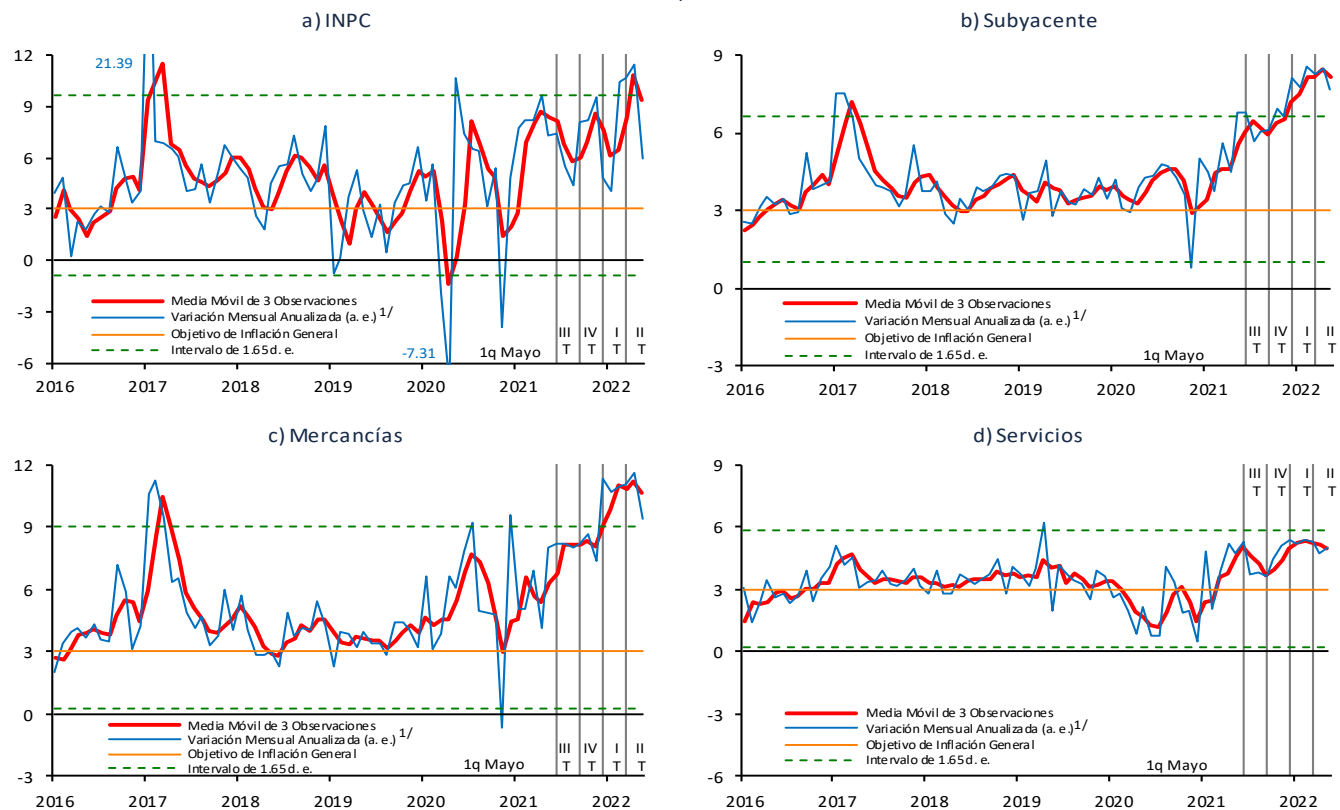 a) INPC
12
9
6
3
0
-3
-6
21.39
-7.31
Media Móvil de 3 Observaciones
Variación Mensual Anualizada (a. e.) 1/
Objetivo de Inflación General
Intervalo de 1.65 d. e.
1q Mayo
III T
IV T
I T
II T
2016 2017 2018 2019 2020 2021 2022
b) Subyacente
9
6
3
0
-3
Media Móvil de 3 Observaciones
Variación Mensual Anualizada (a. e.) 1/
Objetivo de Inflación General
Intervalo de 1.65 d. e.
1q Mayo
III T
IV T
I T
II T
2016 2017 2018 2019 2020 2021 2022
c) Mercancías
12
9
6
3
0
-3
Media Móvil de 3 Observaciones
Variación Mensual Anualizada (a. e.) 1/
Objetivo de Inflación General
Intervalo de 1.65 d. e.
1q Mayo
III T
IV T
I T
II T
2016 2017 2018 2019 2020 2021 2022
d) Servicios
9
6
3
0
-3
-6
III T
IV T
I T
II T
Media Móvil de 3 Observaciones
Variación Mensual Anualizada (a. e.) 1/
Objetivo de Inflación General
Intervalo de 1.65 d. e.
1q Mayo
2016 2017 2018 2019 2020 2021 2022